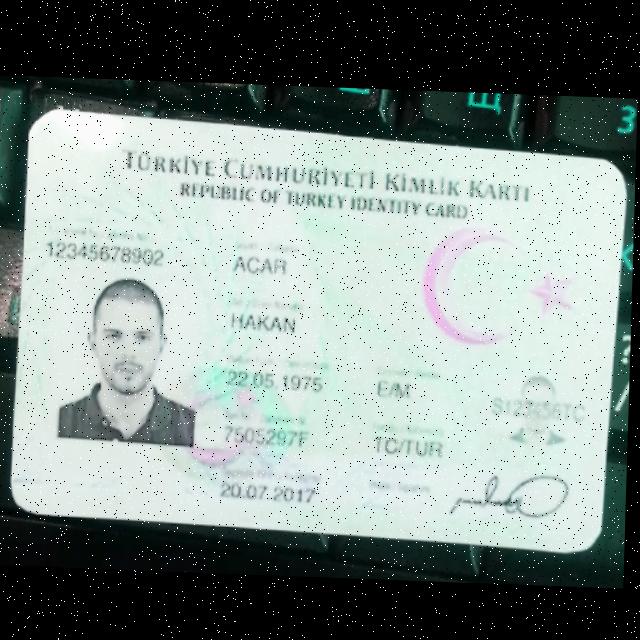 TÜRKİYE CUMHURİYETİ KİMLİK KARTI
REPUBLIC OF TURKEY IDENTITY CARD
12345678902
ACAR
HAKAN
22.05.1975
E/M
7505297F
TC/TUR
20.07.2017